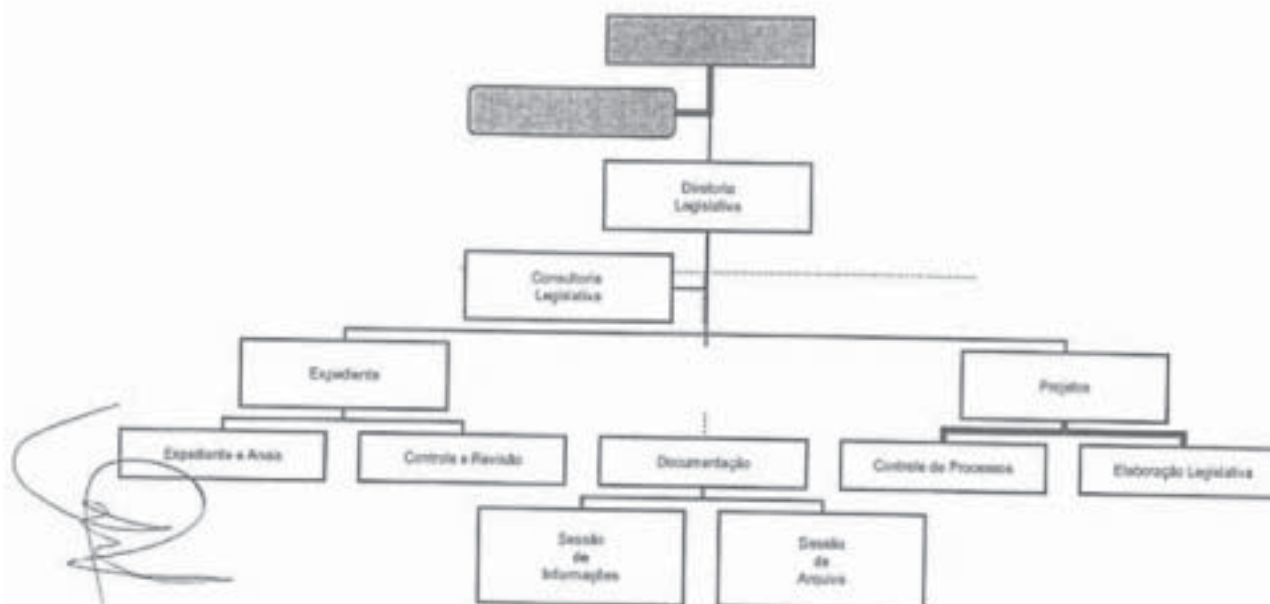 Diretoria
Legislativa
Consultoria
Legislativa
Expediente
Projetos
Expediente e Anais
Controle e Revisão
Documentação
Controle de Processos
Elaboração Legislativa
Sessão
de
Informações
Sessão
de
Arquivo